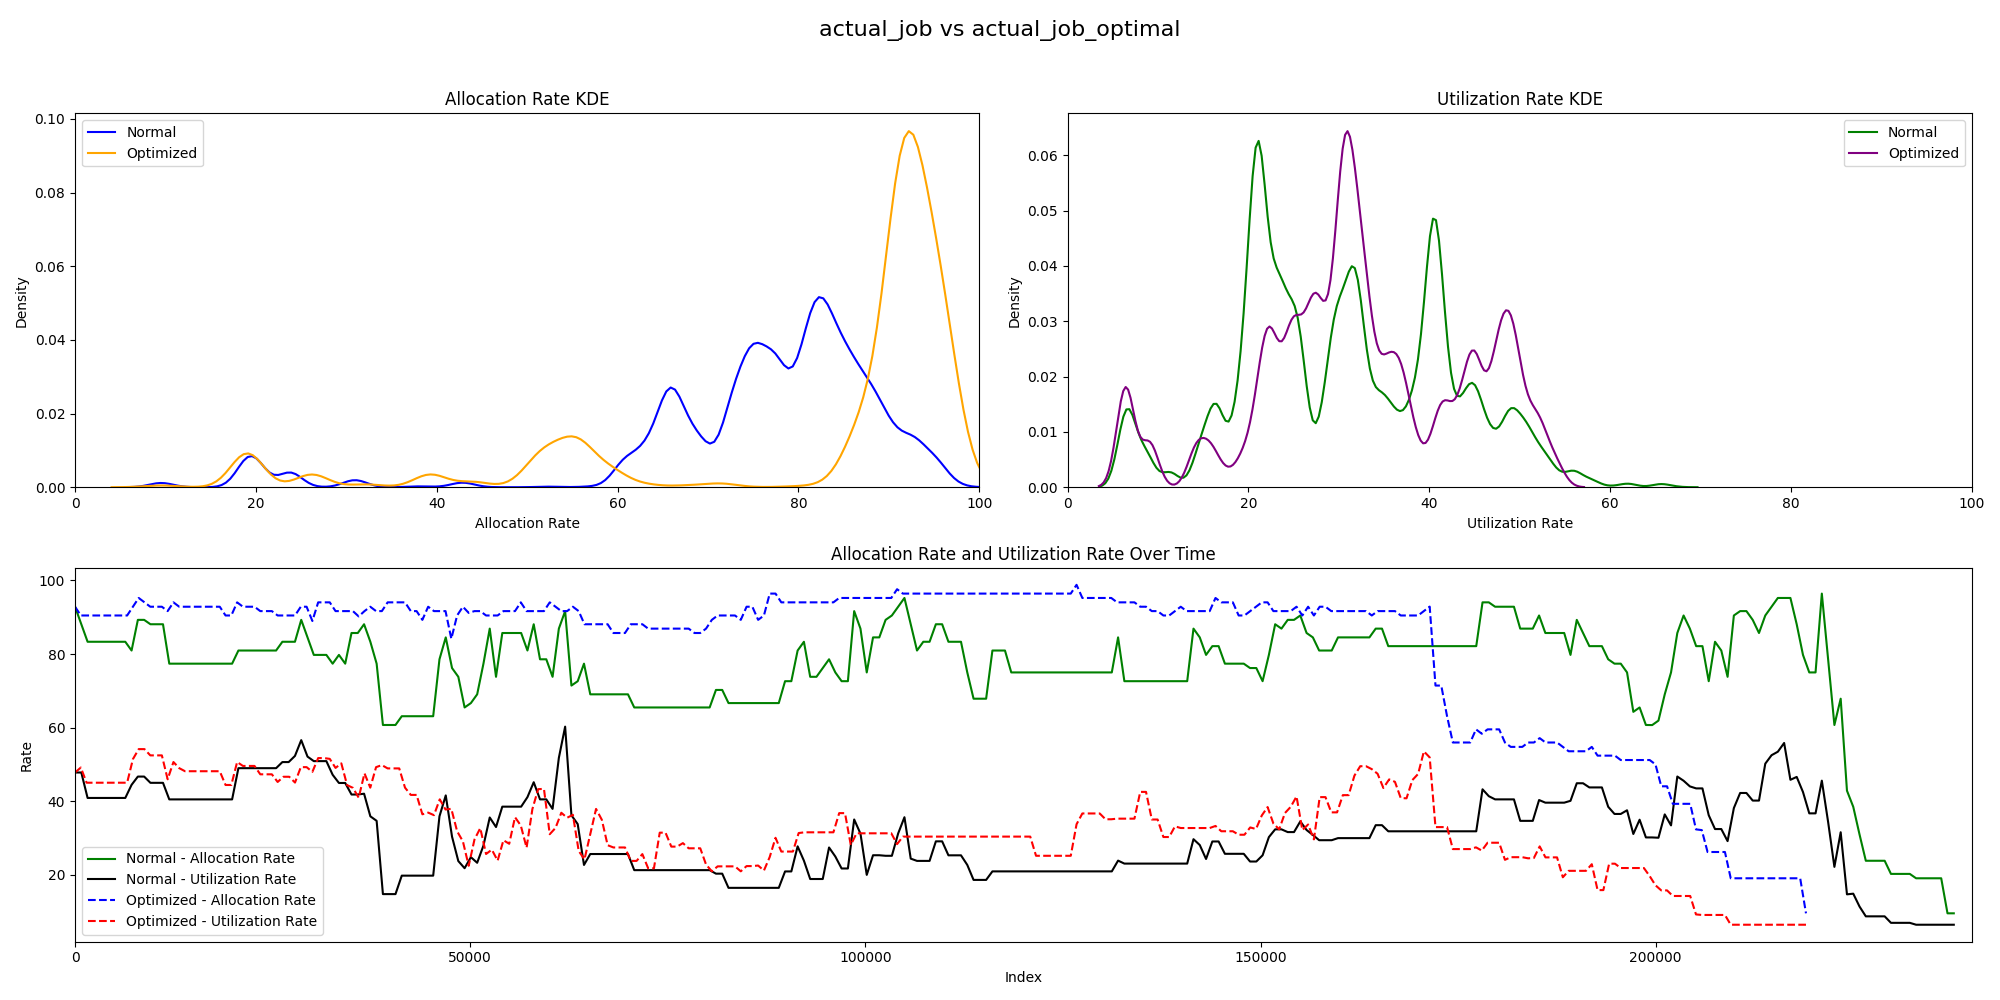 actual_job vs actual_job_optimal
Allocation Rate KDE
Normal
Optimized
Density
0.00
0.02
0.04
0.06
0.08
0.10
0
20
40
60
80
100
Allocation Rate
Utilization Rate KDE
Normal
Optimized
Density
0.00
0.01
0.02
0.03
0.04
0.05
0.06
0
20
40
60
80
100
Utilization Rate
Allocation Rate and Utilization Rate Over Time
Rate
100
80
60
40
20
Normal - Allocation Rate
Normal - Utilization Rate
Optimized - Allocation Rate
Optimized - Utilization Rate
0
50000
100000
150000
200000
Index